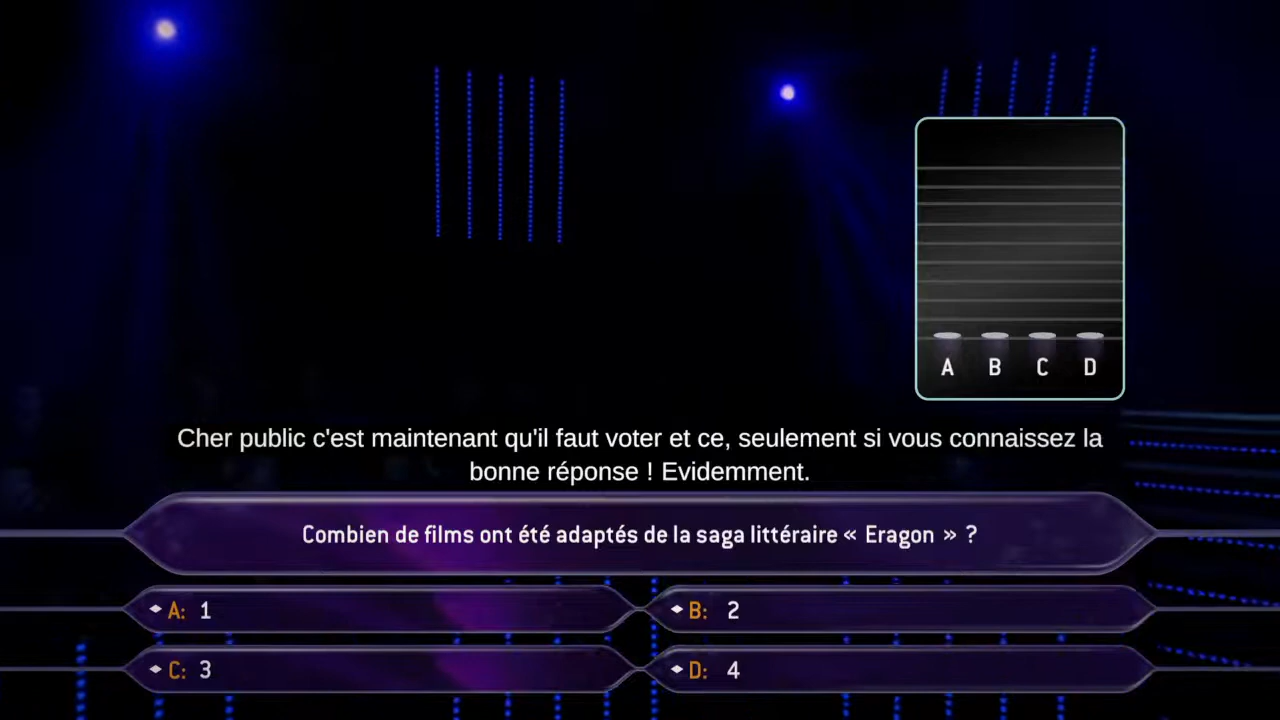 A B C D
Cher public c'est maintenant qu'il faut voter et ce, seulement si vous connaissez la
bonne réponse ! Evidemment.
Combien de films ont été adaptés de la saga littéraire « Eragon » ?
A: 1
B: 2
C: 3
D: 4